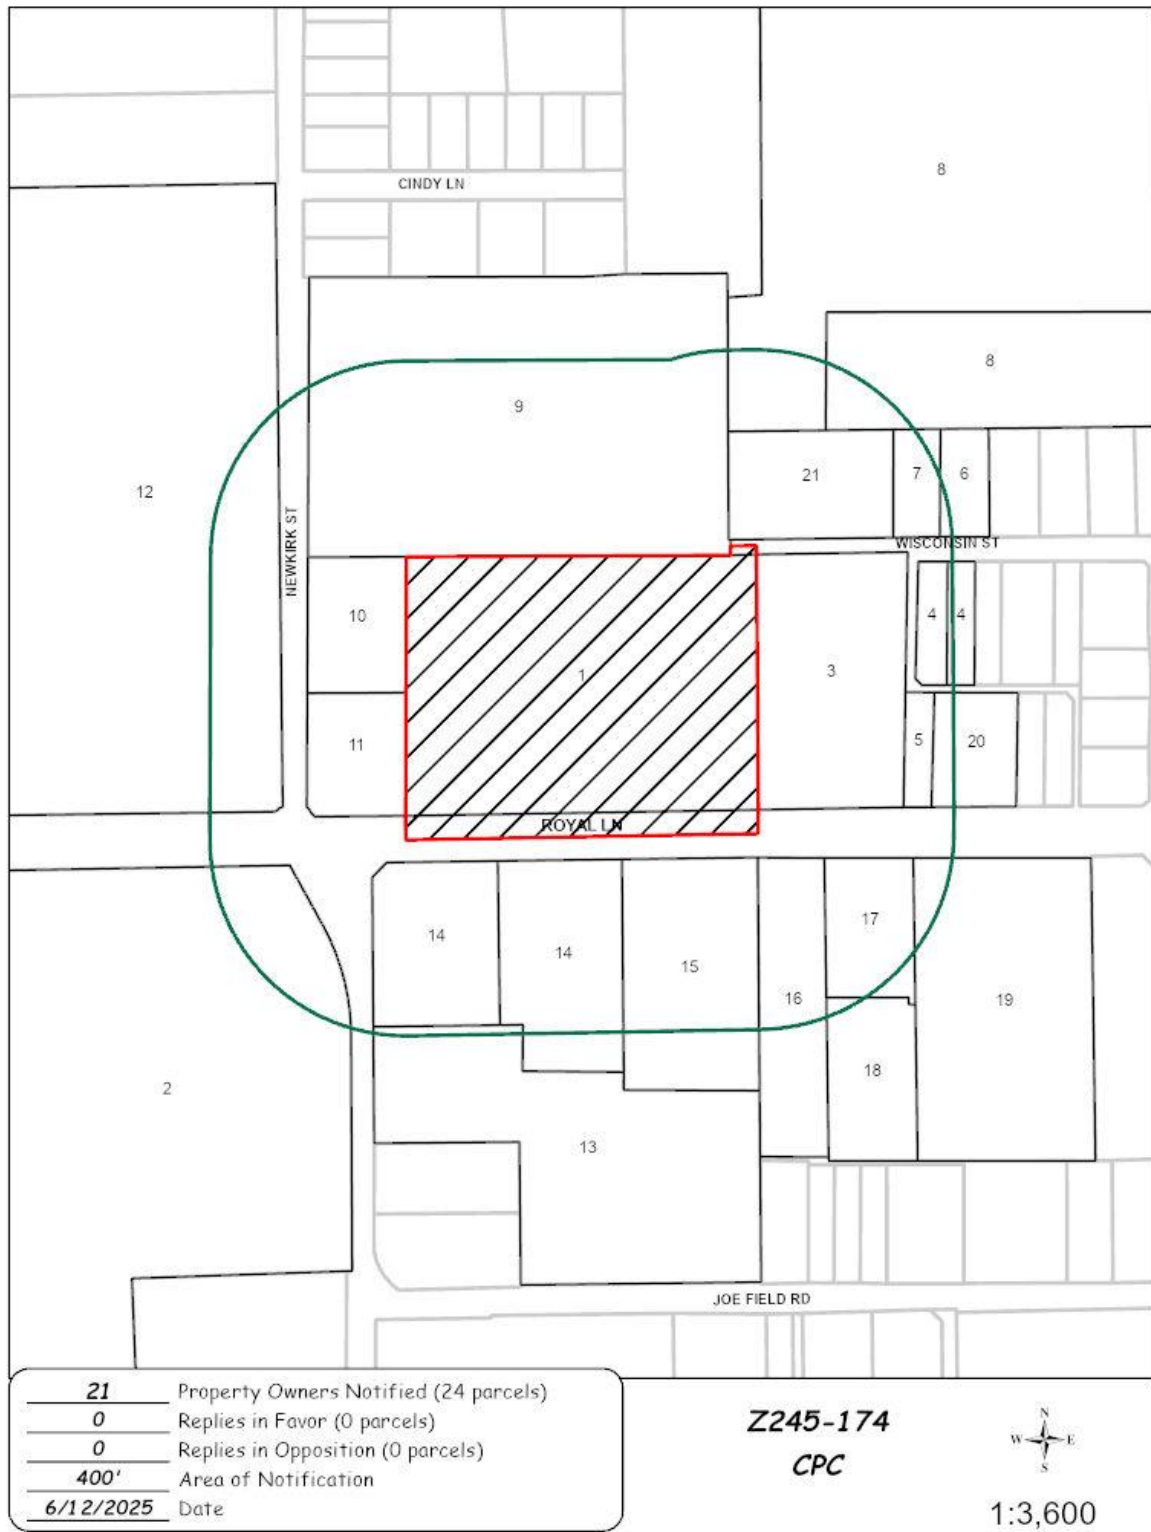 CINDY LN
8
8
9
12
21
7
6
NEWKIRK ST
WISCONSIN ST
10
4
4
1
3
11
5
20
ROYAL LN
14
14
15
17
16
19
2
18
13
JOE FIELD RD
21 Property Owners Notified (24 parcels)
0 Replies in Favor (0 parcels)
0 Replies in Opposition (0 parcels)
400' Area of Notification
6/12/2025 Date
Z245-174
CPC
N
W E
S
1:3,600